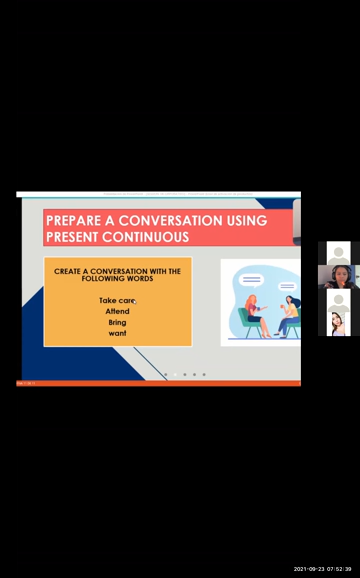 PREPARE A CONVERSATION USING
PRESENT CONTINUOUS
CREATE A CONVERSATION WITH THE
FOLLOWING WORDS
Take care
Attend
Bring
want
2021-09-23 07:52:39